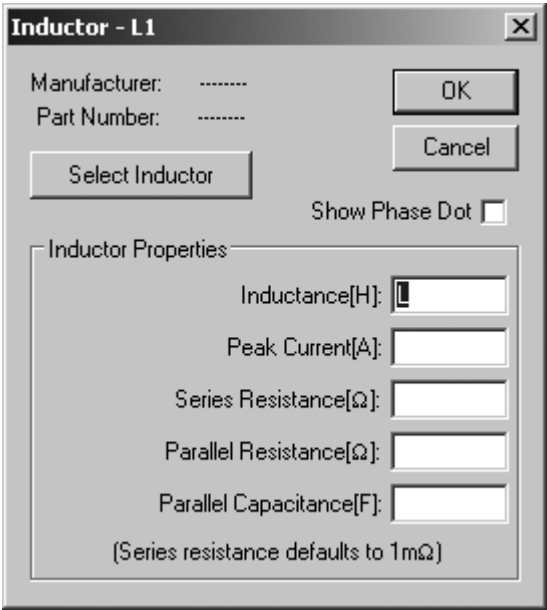 Inductor - L1
Manufacturer: --------
OK
Part Number: --------
Cancel
Select Inductor
Show Phase Dot
Inductor Properties
Inductance[H]: L
Peak Current[A]:
Series Resistance[Ω]:
Parallel Resistance[Ω]:
Parallel Capacitance[F]:
(Series resistance defaults to 1mΩ)